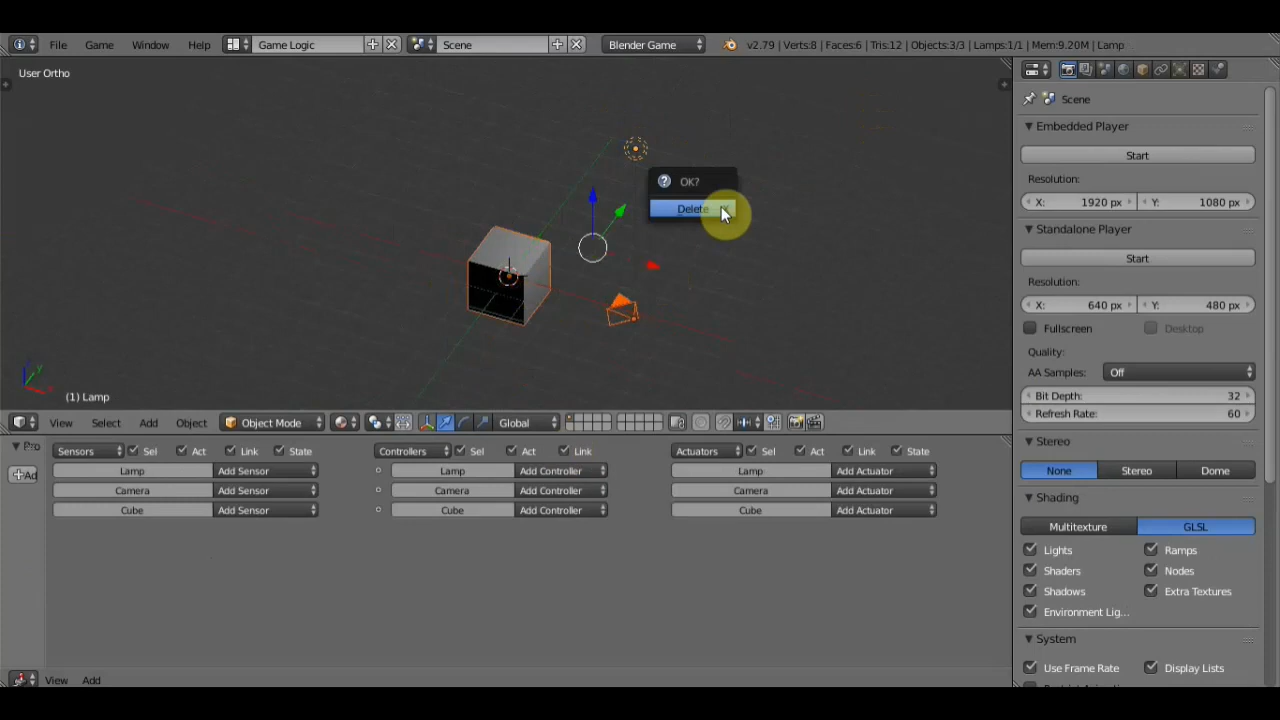 File Game Window Help Game Logic Scene Blender Game v2.79 | Verts:8 | Faces:6 | Tris:12 | Objects:3/3 | Lamps:1/1 | Mem:9.20M | Lamp
User Ortho
Scene
Embedded Player
Start
Resolution:
X: 1920 px Y: 1080 px
OK?
Delete
Standalone Player
Start
Resolution:
X: 640 px Y: 480 px
Fullscreen Desktop
Quality:
AA Samples: Off
Bit Depth: 32
Refresh Rate: 60
(1) Lamp
View Select Add Object Object Mode Global
Stereo
None Stereo Dome
Shading
Multitexture GLSL
Lights Ramps
Shaders Nodes
Shadows Extra Textures
Environment Lig...
System
Use Frame Rate Display Lists
Pro
Add
Sensors Sel Act Link State Controllers Sel Act Link Actuators Sel Act Link State
Lamp Add Sensor Lamp Add Controller Lamp Add Actuator
Camera Add Sensor Camera Add Controller Camera Add Actuator
Cube Add Sensor Cube Add Controller Cube Add Actuator
View Add